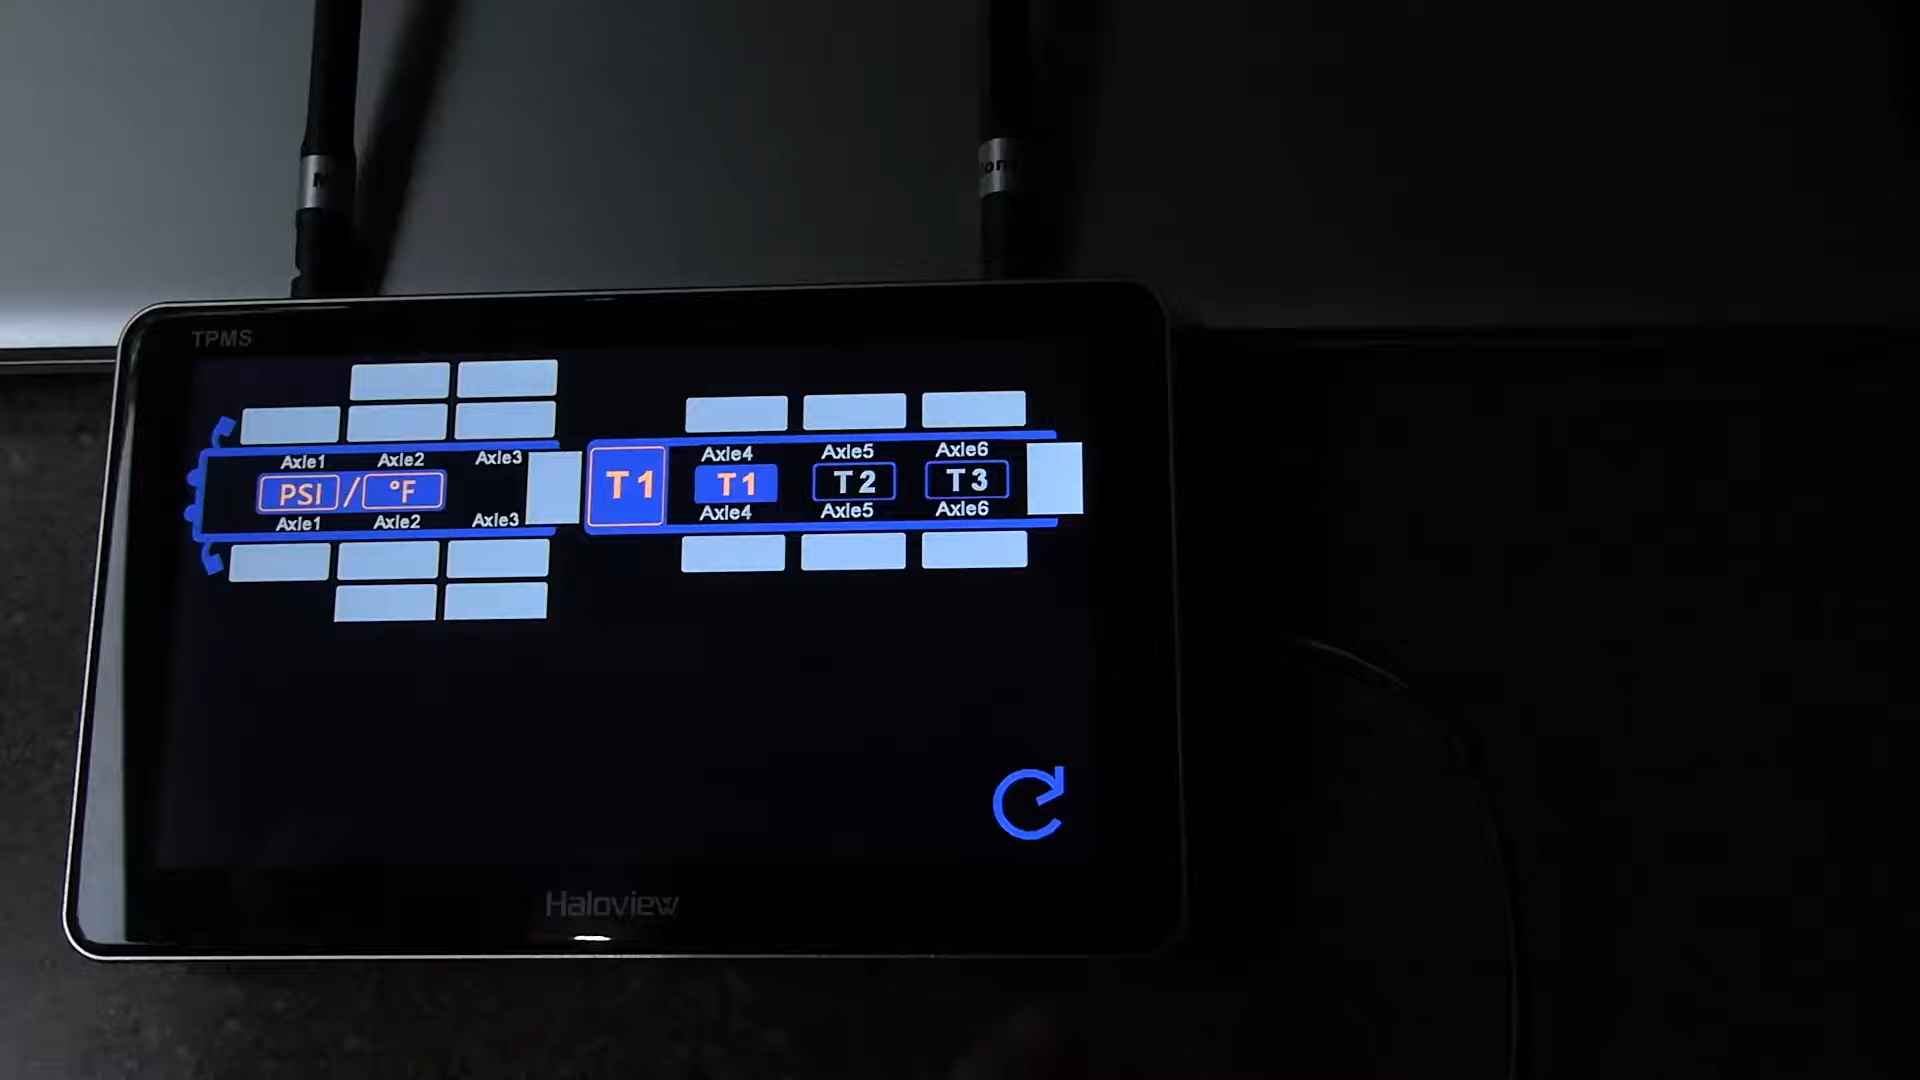 TPMS
Axle1 Axle2 Axle3
PSI / °F
Axle1 Axle2 Axle3
T1
Axle4 Axle5 Axle6
T1 T2 T3
Axle4 Axle5 Axle6
Haloview